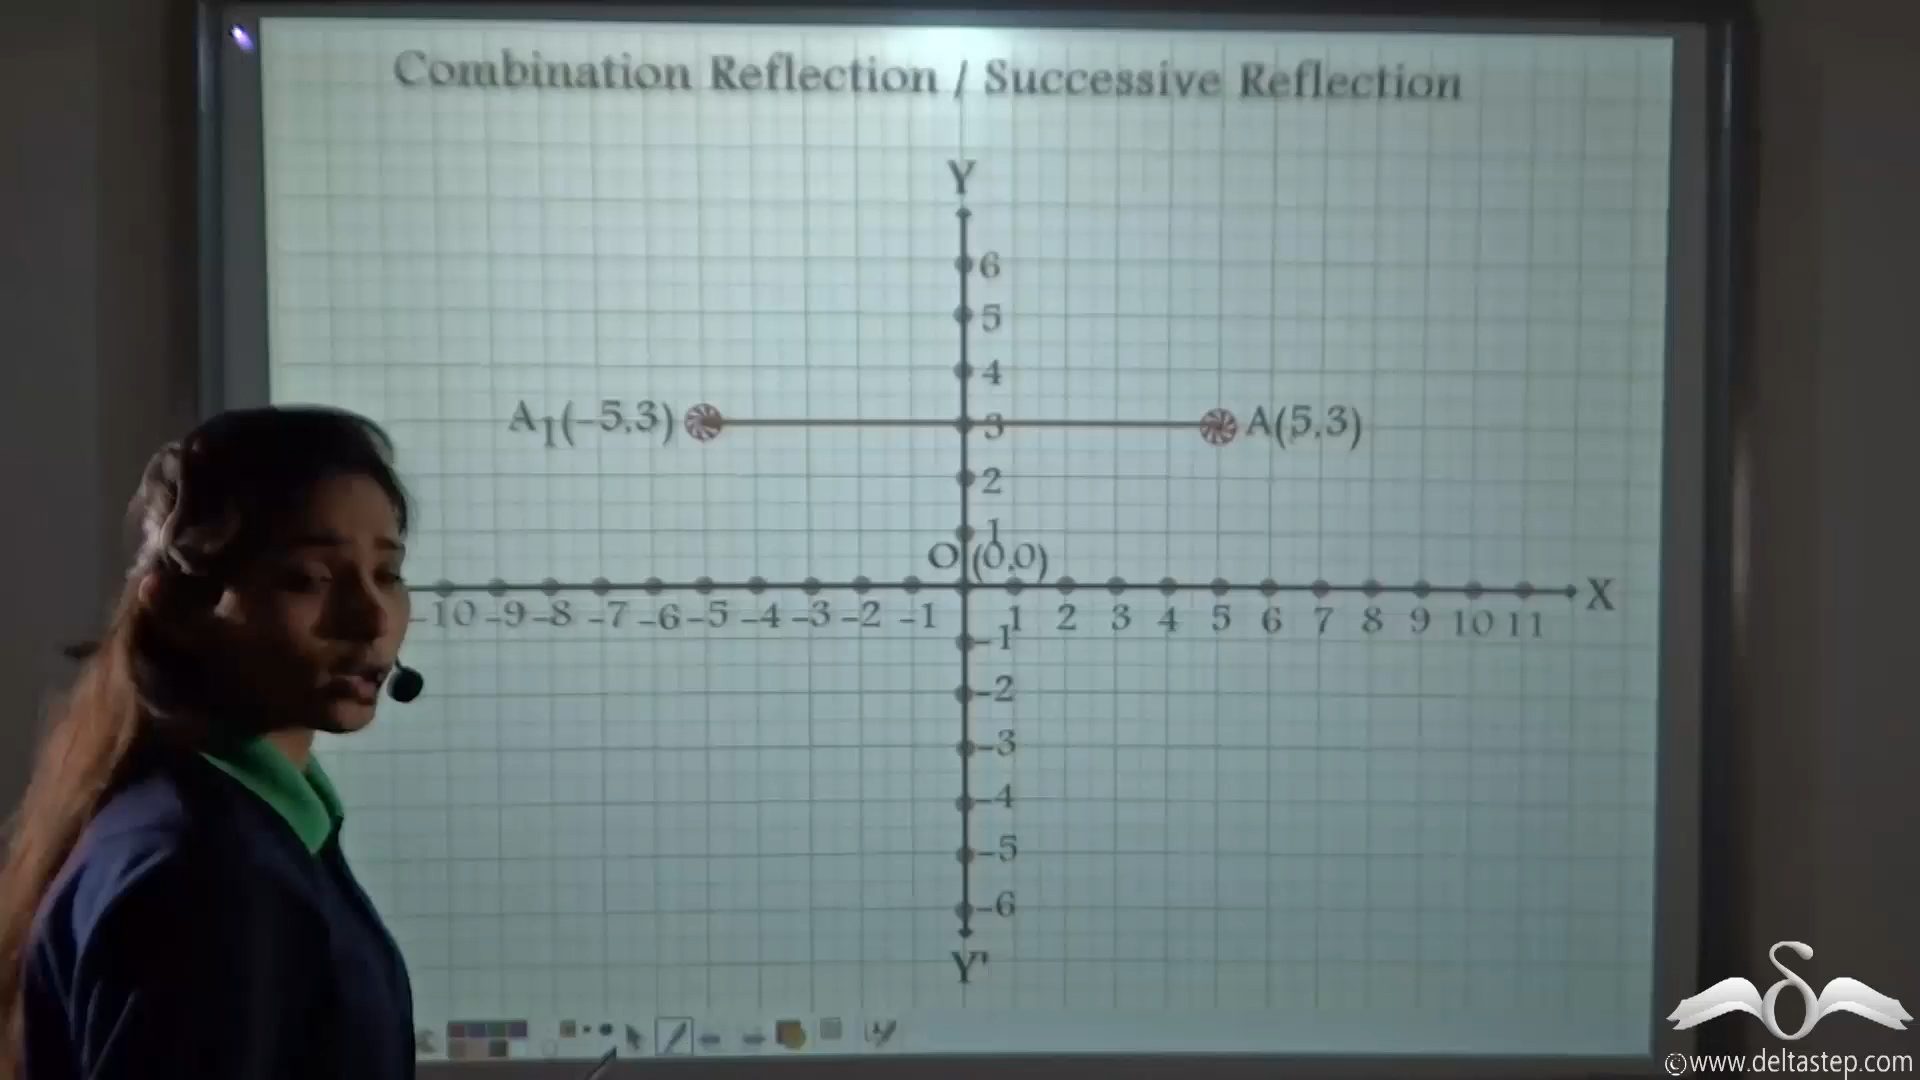 Combination Reflection / Successive Reflection
Y
6
5
4
A1(-5,3) 3 A(5,3)
2
1
O (0,0)
X
-10 -9 -8 -7 -6 -5 -4 -3 -2 -1 1 2 3 4 5 6 7 8 9 10 11
-1
-2
-3
-4
-5
-6
Y'
©www.deltastep.com